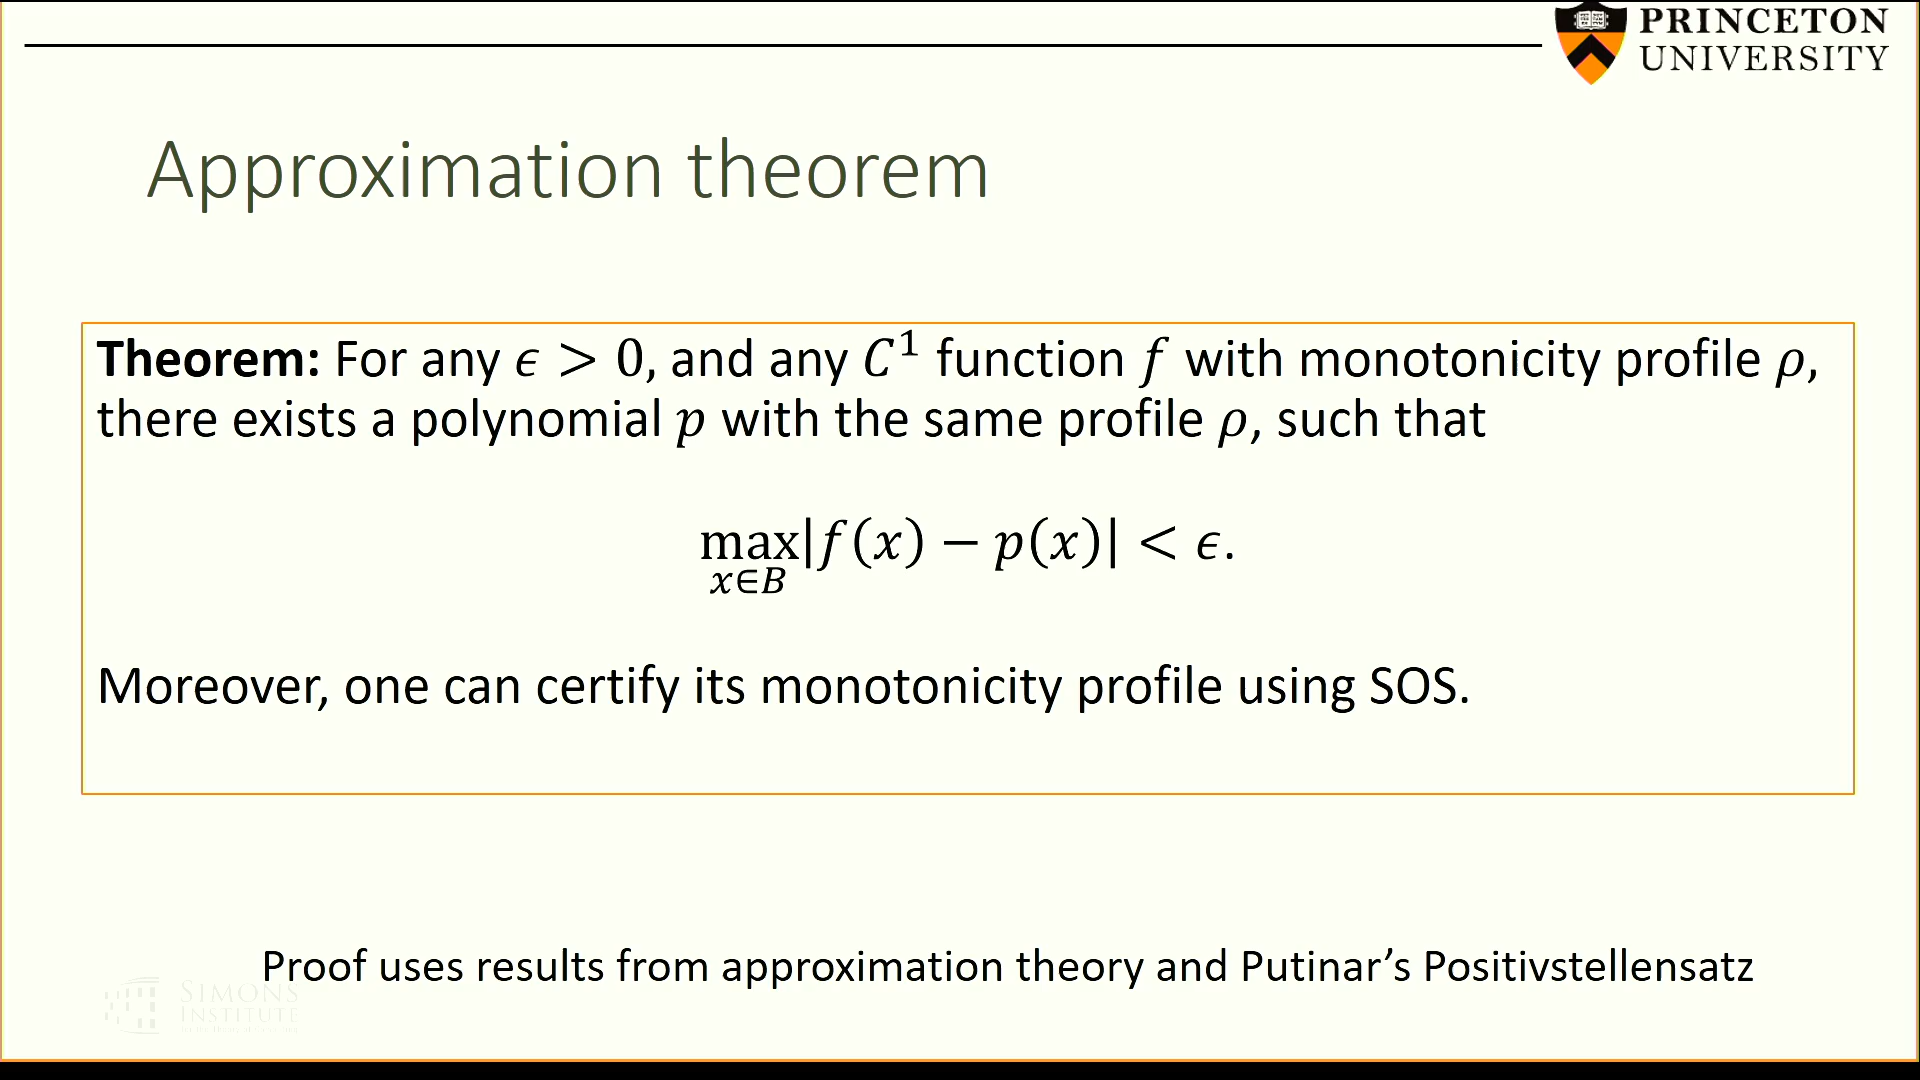 PRINCETON
UNIVERSITY
Approximation theorem
Theorem: For any ϵ > 0, and any C¹ function f with monotonicity profile ρ,
there exists a polynomial p with the same profile ρ, such that
max|f(x) − p(x)| < ϵ.
x∈B
Moreover, one can certify its monotonicity profile using SOS.
Proof uses results from approximation theory and Putinar’s Positivstellensatz
SIMONS
INSTITUTE